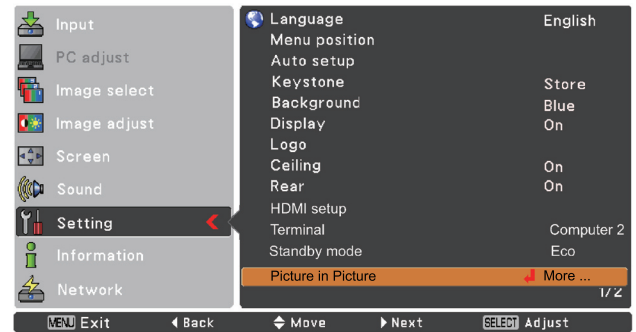 Input
PC adjust
Image select
Image adjust
Screen
Sound
Setting
Information
Network
Language English
Menu position
Auto setup
Keystone Store
Background Blue
Display On
Logo
Ceiling On
Rear On
HDMI setup
Terminal Computer 2
Standby mode Eco
Picture in Picture More ...
1/2
MENU Exit Back Move Next SELECT Adjust